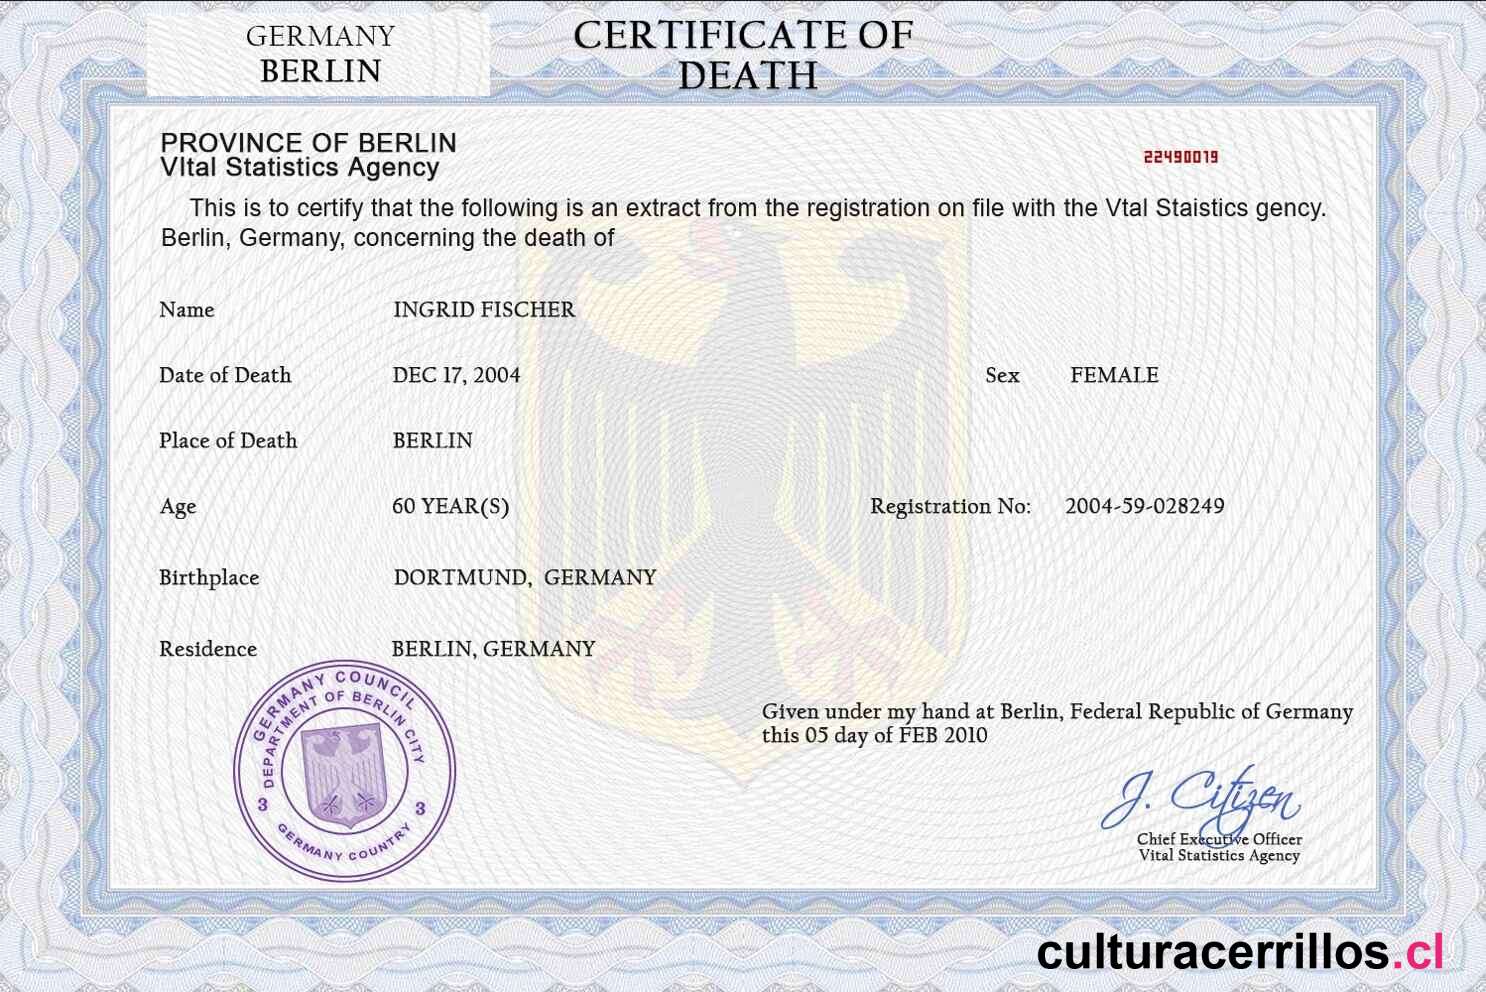 GERMANY
BERLIN
CERTIFICATE OF
DEATH
PROVINCE OF BERLIN
VItal Statistics Agency
22490019
This is to certify that the following is an extract from the registration on file with the Vtal Staistics gency.
Berlin, Germany, concerning the death of
Name INGRID FISCHER
Date of Death DEC 17, 2004 Sex FEMALE
Place of Death BERLIN
Age 60 YEAR(S) Registration No: 2004-59-028249
Birthplace DORTMUND, GERMANY
Residence BERLIN, GERMANY
GERMANY COUNCIL
DEPARTMENT OF BERLIN CITY
3 3
GERMANY COUNTRY
Given under my hand at Berlin, Federal Republic of Germany
this 05 day of FEB 2010
J. Citizen
Chief Executive Officer
Vital Statistics Agency
culturacerrillos.cl